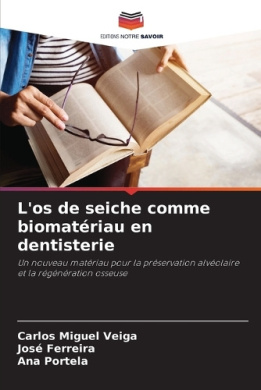 EDITIONS NOTRE SAVOIR
L'os de seiche comme
biomatériau en
dentisterie
Un nouveau matériau pour la préservation alvéolaire
et la régénération osseuse
Carlos Miguel Veiga
José Ferreira
Ana Portela